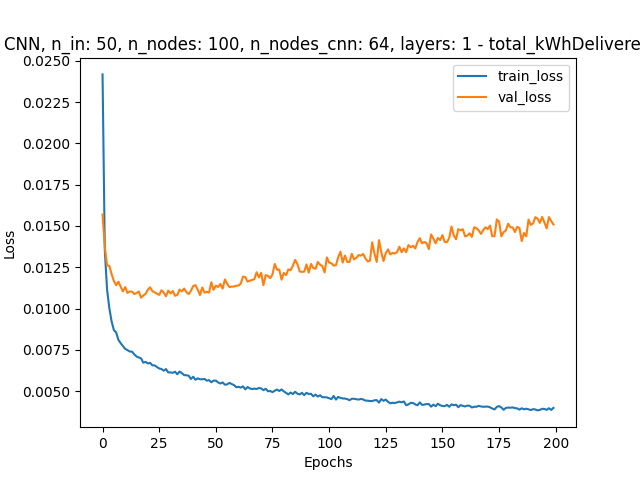 CNN, n_in: 50, n_nodes: 100, n_nodes_cnn: 64, layers: 1 - total_kWhDelivere
0.0250
0.0225
0.0200
0.0175
0.0150
0.0125
0.0100
0.0075
0.0050
Loss
train_loss
val_loss
0 25 50 75 100 125 150 175 200
Epochs